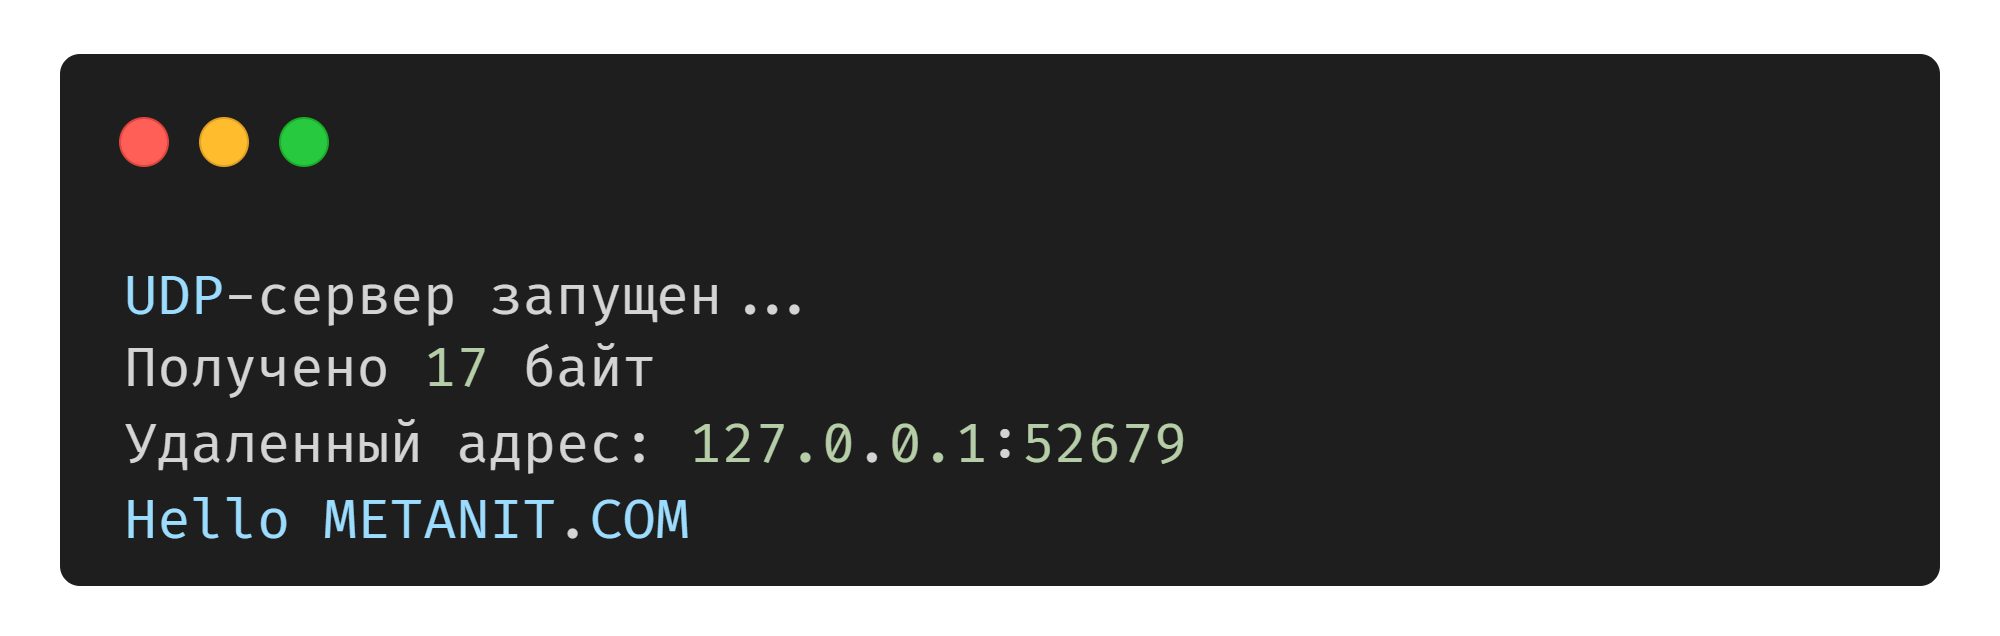 UDP-сервер запущен...
Получено 17 байт
Удаленный адрес: 127.0.0.1:52679
Hello METANIT.COM